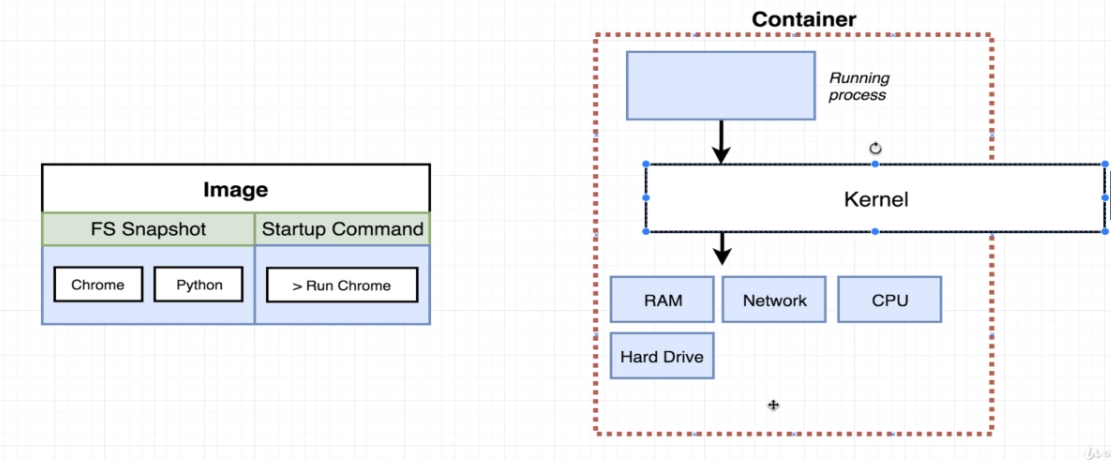 Container
Running
process
Kernel
Image
FS Snapshot
Startup Command
Chrome
Python
> Run Chrome
RAM
Network
CPU
Hard Drive